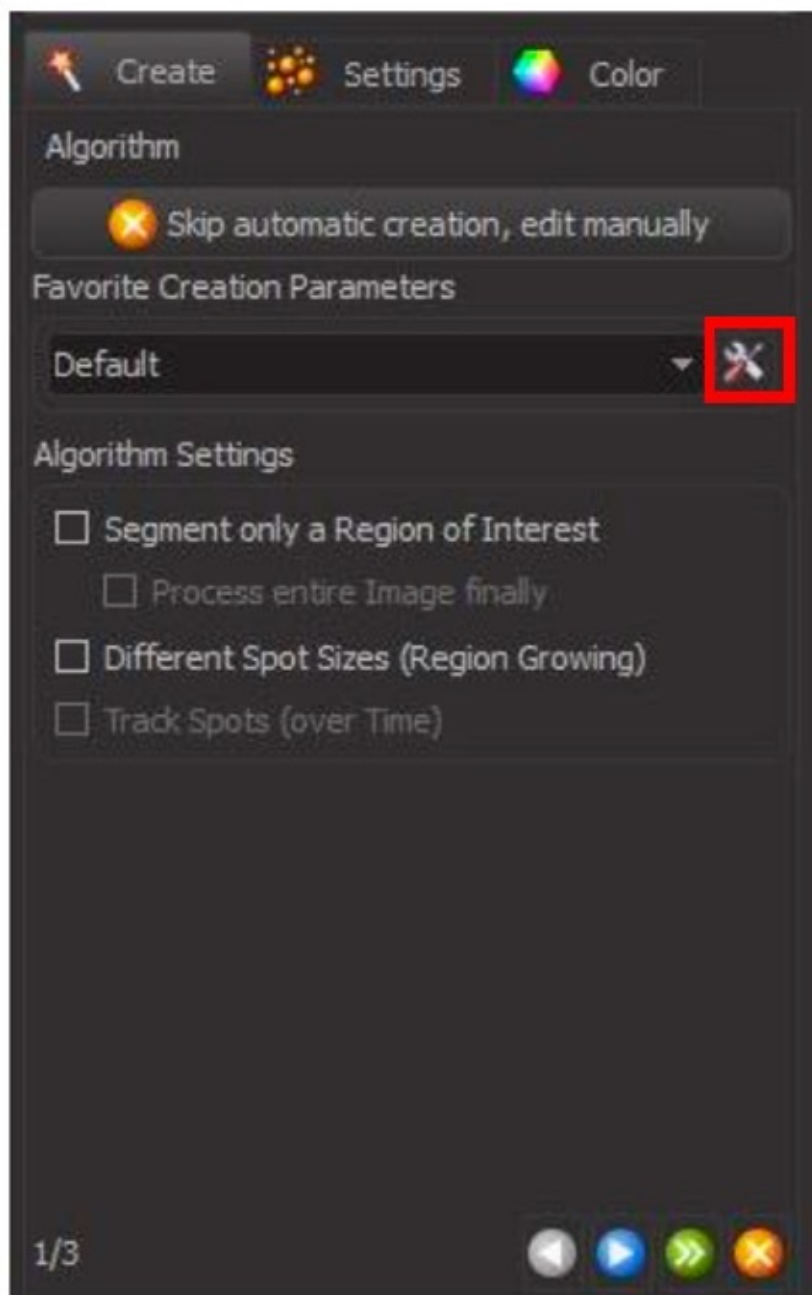 Create Settings Color
Algorithm
Skip automatic creation, edit manually
Favorite Creation Parameters
Default
Algorithm Settings
Segment only a Region of Interest
Process entire Image finally
Different Spot Sizes (Region Growing)
Track Spots (over Time)
1/3